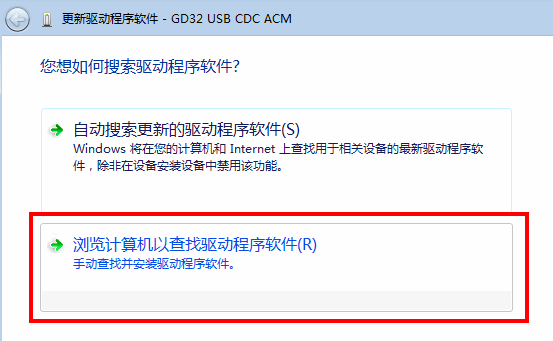 更新驱动程序软件 - GD32 USB CDC ACM
您想如何搜索驱动程序软件?
自动搜索更新的驱动程序软件(S)
Windows 将在您的计算机和 Internet 上查找用于相关设备的最新驱动程序软
件，除非在设备安装设备中禁用该功能。
浏览计算机以查找驱动程序软件(R)
手动查找并安装驱动程序软件。